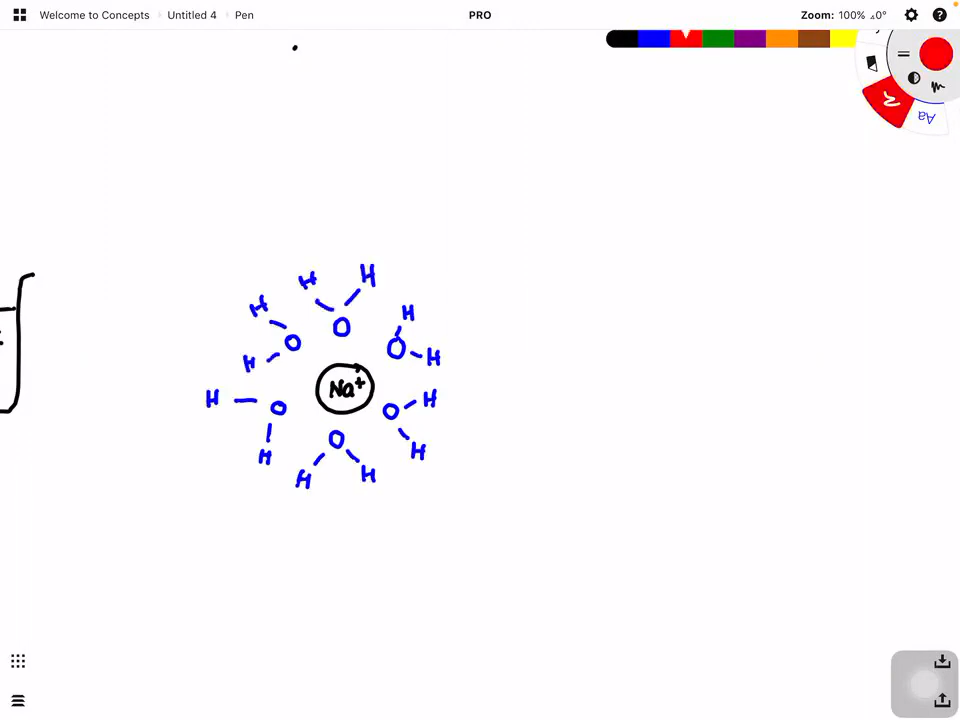 Welcome to Concepts Untitled 4 Pen PRO Zoom: 100% 0°
Aa
H H
H H
O O
O H
H Na+
H O O H
H O H
H H